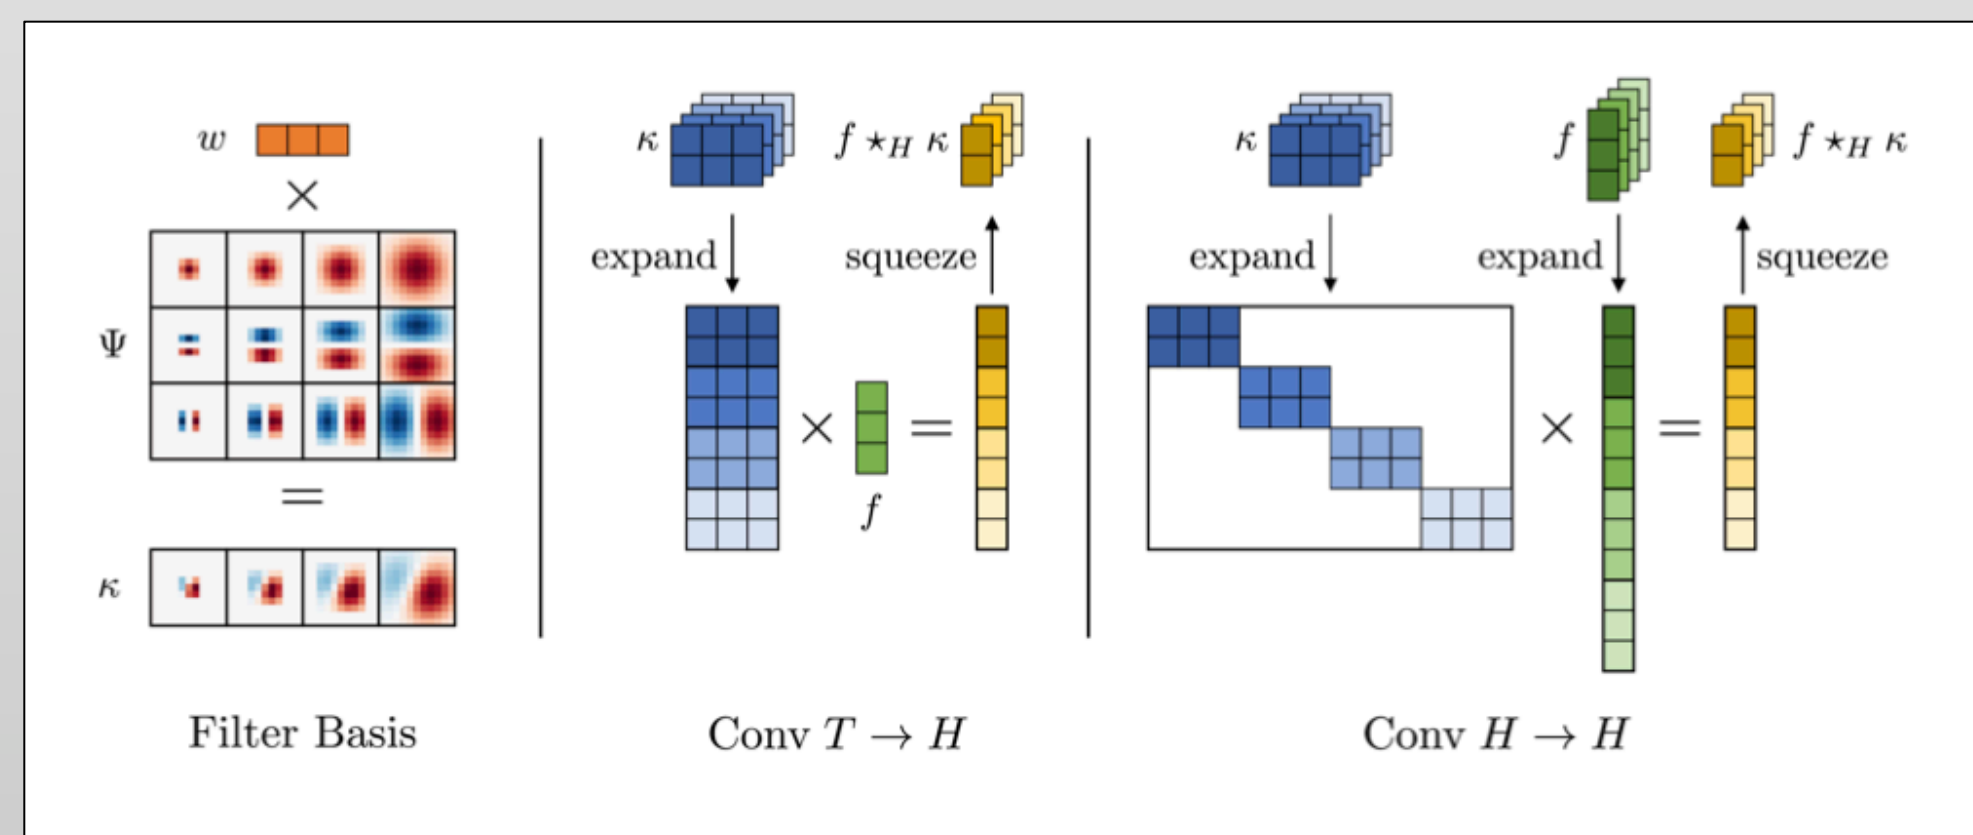 w
×
Ψ
=
κ
Filter Basis
κ
f ⋆H κ
expand
squeeze
×
=
f
Conv T → H
κ
f
f ⋆H κ
expand
expand
squeeze
×
=
Conv H → H